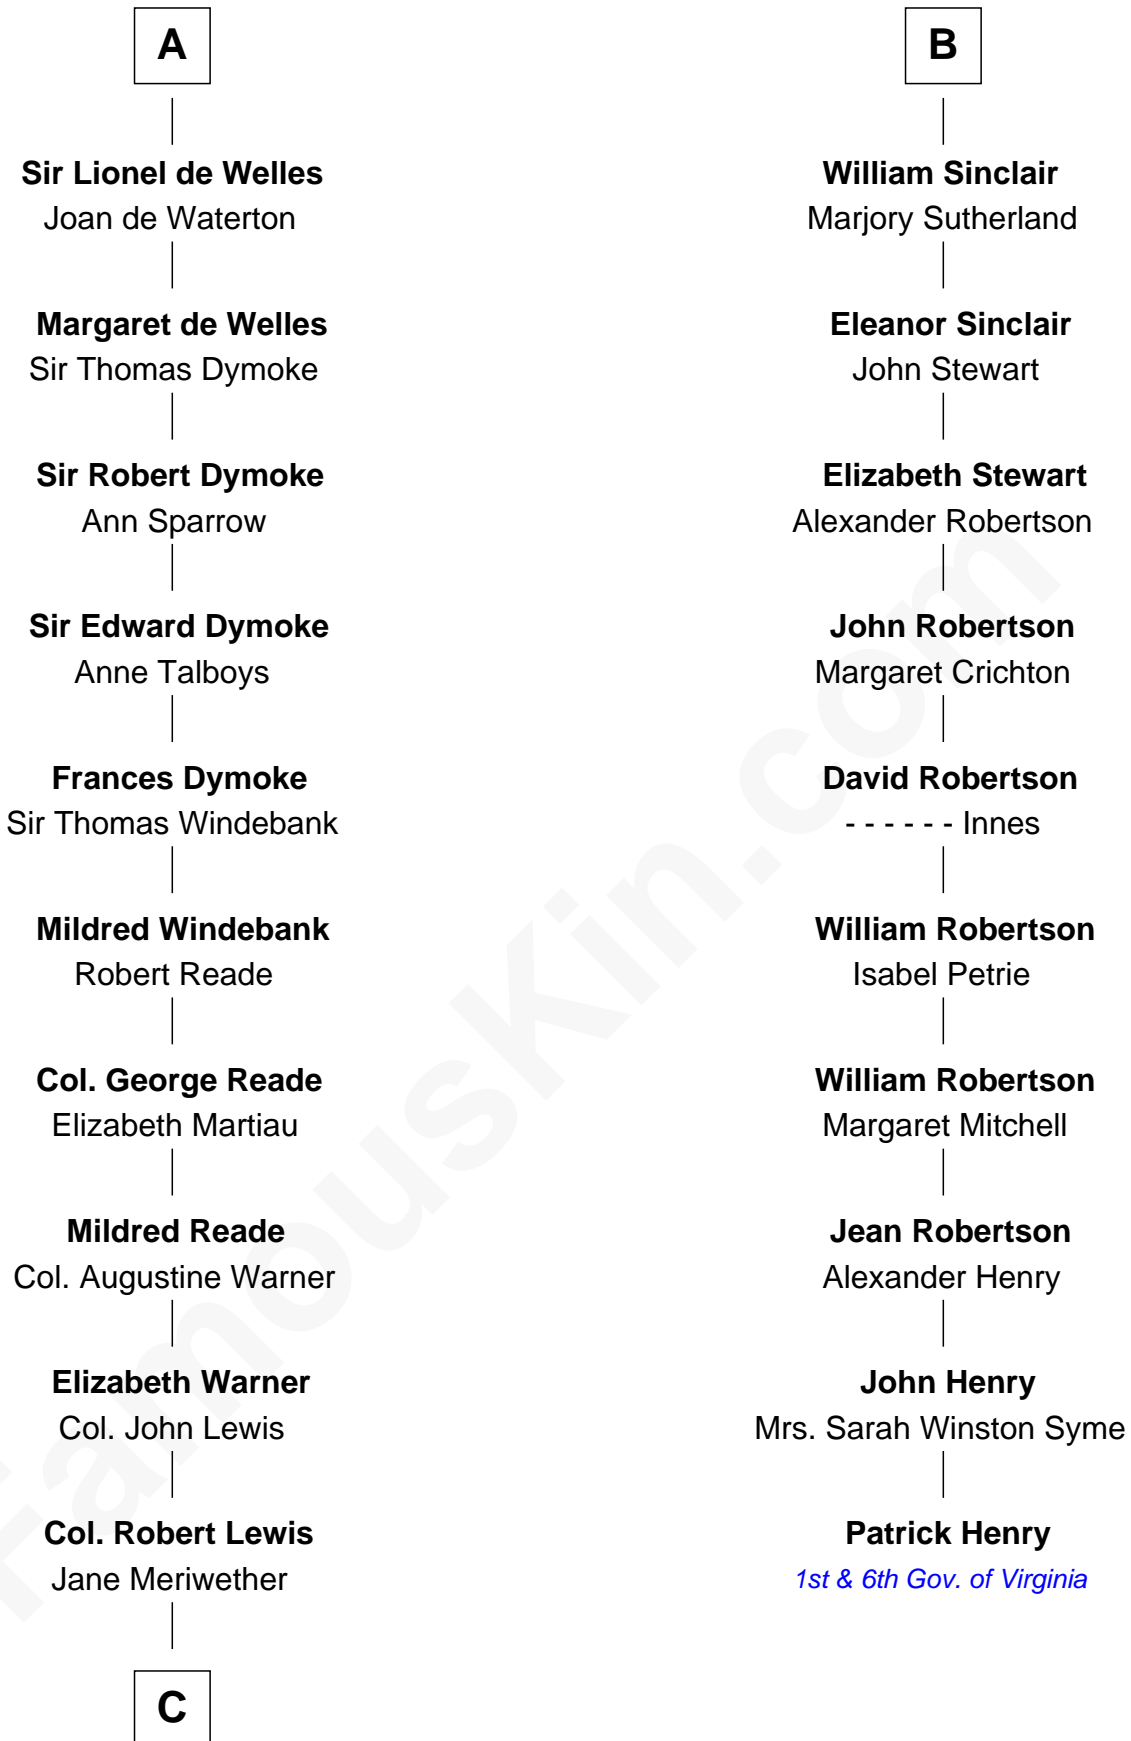 A
Sir Lionel de Welles
Joan de Waterton
Margaret de Welles
Sir Thomas Dymoke
Sir Robert Dymoke
Ann Sparrow
Sir Edward Dymoke
Anne Talboys
Frances Dymoke
Sir Thomas Windebank
Mildred Windebank
Robert Reade
Col. George Reade
Elizabeth Martiau
Mildred Reade
Col. Augustine Warner
Elizabeth Warner
Col. John Lewis
Col. Robert Lewis
Jane Meriwether
C
B
William Sinclair
Marjory Sutherland
Eleanor Sinclair
John Stewart
Elizabeth Stewart
Alexander Robertson
John Robertson
Margaret Crichton
David Robertson
- - - - - - Innes
William Robertson
Isabel Petrie
William Robertson
Margaret Mitchell
Jean Robertson
Alexander Henry
John Henry
Mrs. Sarah Winston Syme
Patrick Henry
1st & 6th Gov. of Virginia
FamousKin.com